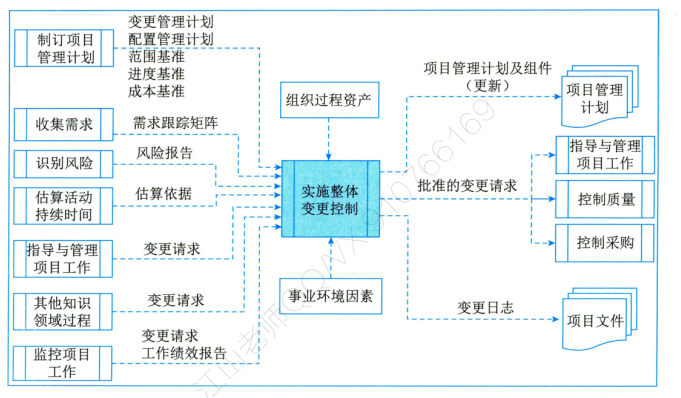 制订项目
管理计划
变更管理计划
配置管理计划
范围基准
进度基准
成本基准
收集需求
需求跟踪矩阵
识别风险
风险报告
估算活动
持续时间
估算依据
指导与管理
项目工作
变更请求
其他知识
领域过程
变更请求
监控项目
工作
变更请求
工作绩效报告
组织过程资产
实施整体
变更控制
事业环境因素
项目管理计划及组件
（更新）
项目管理
计划
批准的变更请求
指导与管理
项目工作
控制质量
控制采购
变更日志
项目文件